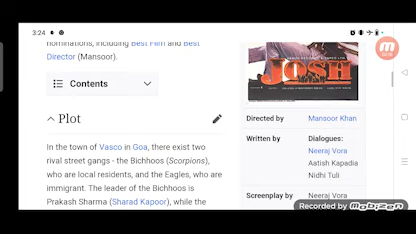 3:24
nominations, including Best Film and Best
Director (Mansoor).
Contents
Plot
In the town of Vasco in Goa, there exist two
rival street gangs - the Bichhoos (Scorpions),
who are local residents, and the Eagles, who are
immigrant. The leader of the Bichhoos is
Prakash Sharma (Sharad Kapoor), while the
JOSH
Directed by Mansoor Khan
Written by Dialogues:
Neeraj Vora
Aatish Kapadia
Nidhi Tuli
Screenplay by Neeraj Vora
Recorded by Mobizen